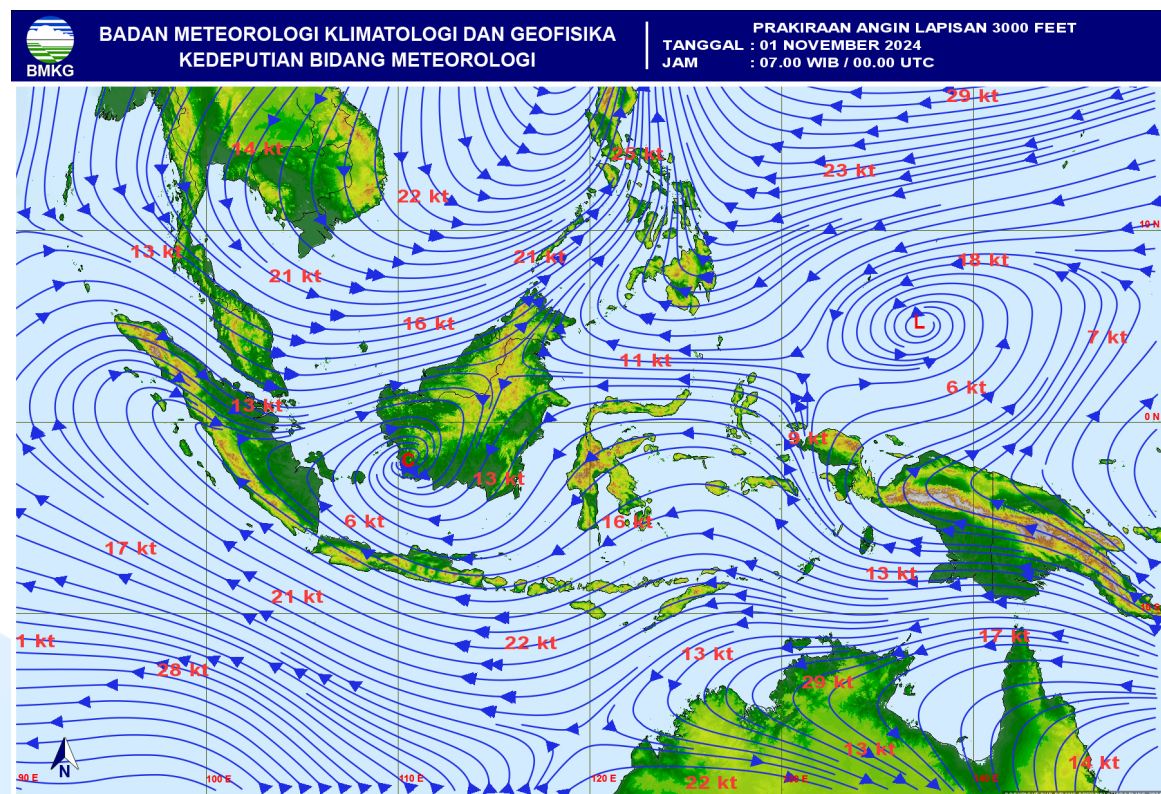 BMKG
BADAN METEOROLOGI KLIMATOLOGI DAN GEOFISIKA
KEDEPUTIAN BIDANG METEOROLOGI
PRAKIRAAN ANGIN LAPISAN 3000 FEET
TANGGAL : 01 NOVEMBER 2024
JAM : 07.00 WIB / 00.00 UTC
29 kt
14 kt
25 kt
23 kt
22 kt
10 N
13 kt
21 kt
18 kt
21 kt
16 kt
L
7 kt
11 kt
6 kt
13 kt
0 N
9 kt
C
13 kt
6 kt
16 kt
17 kt
13 kt
21 kt
10 S
1 kt
22 kt
17 kt
28 kt
13 kt
29 kt
13 kt
14 kt
N
90 E
100 E
110 E
120 E
22 kt